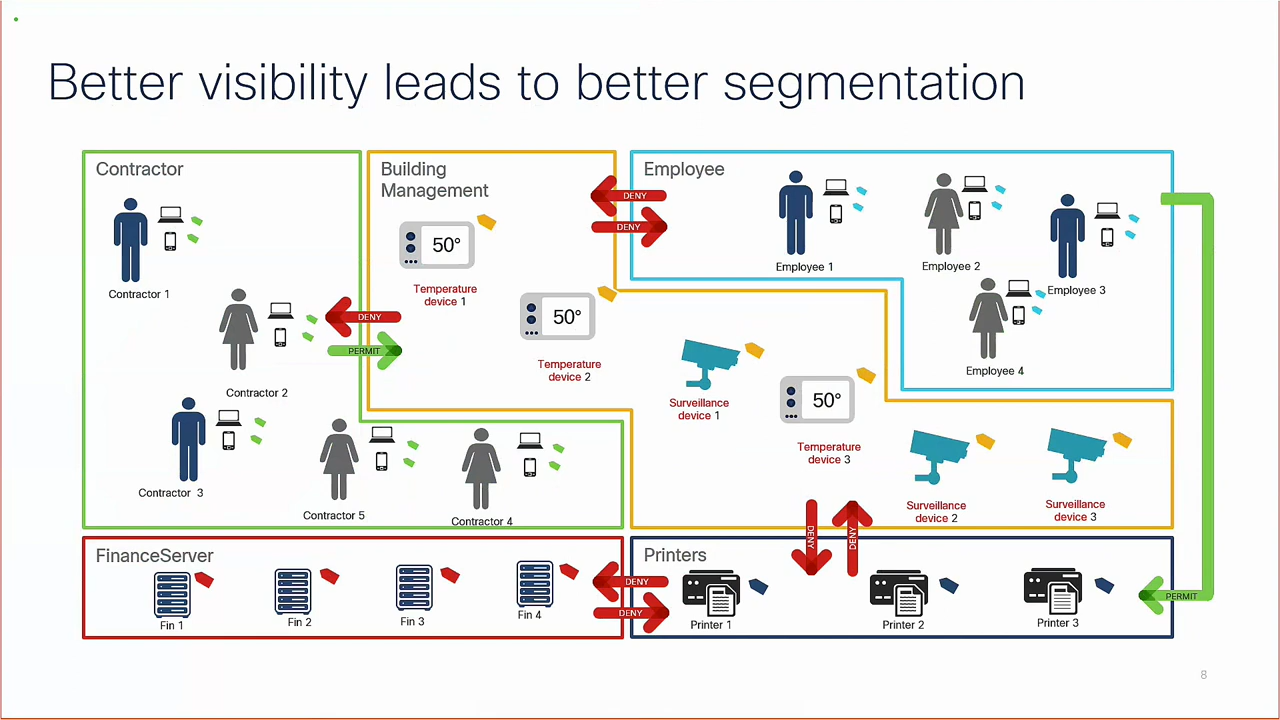 Better visibility leads to better segmentation
Contractor
Contractor 1
Contractor 2
Contractor 3
Contractor 5
Contractor 4
Building
Management
50°
Temperature
device 1
50°
Temperature
device 2
Surveillance
device 1
50°
Temperature
device 3
Surveillance
device 2
Surveillance
device 3
DENY
PERMIT
DENY
DENY
Employee
Employee 1
Employee 2
Employee 3
Employee 4
DENY
DENY
FinanceServer
Fin 1
Fin 2
Fin 3
Fin 4
DENY
DENY
Printers
Printer 1
Printer 2
Printer 3
PERMIT
8